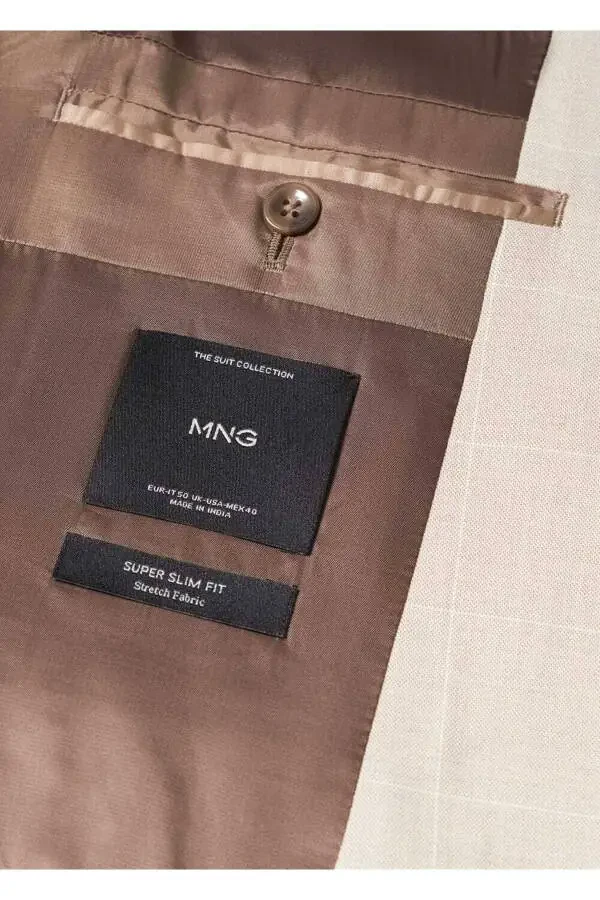 THE SUIT COLLECTION
MNG
EUR-IT 50 UK-USA-MEX 40
MADE IN INDIA
SUPER SLIM FIT
Stretch Fabric